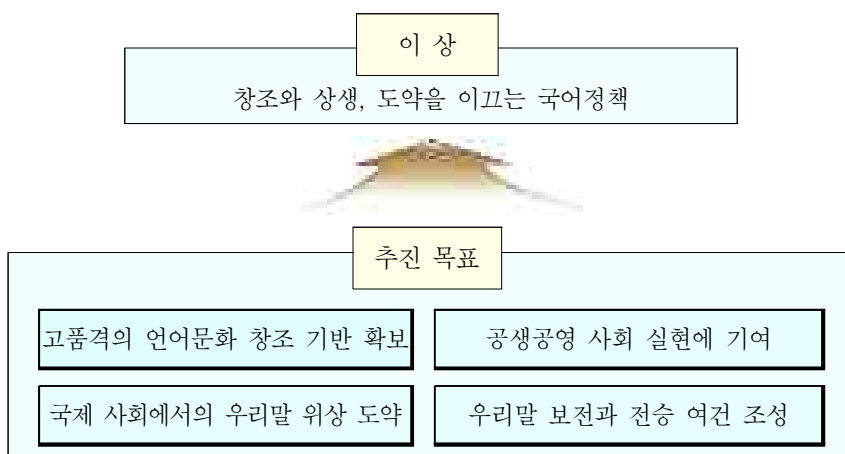 이 상
창조와 상생, 도약을 이끄는 국어정책
추진 목표
고품격의 언어문화 창조 기반 확보
공생공영 사회 실현에 기여
국제 사회에서의 우리말 위상 도약
우리말 보전과 전승 여건 조성